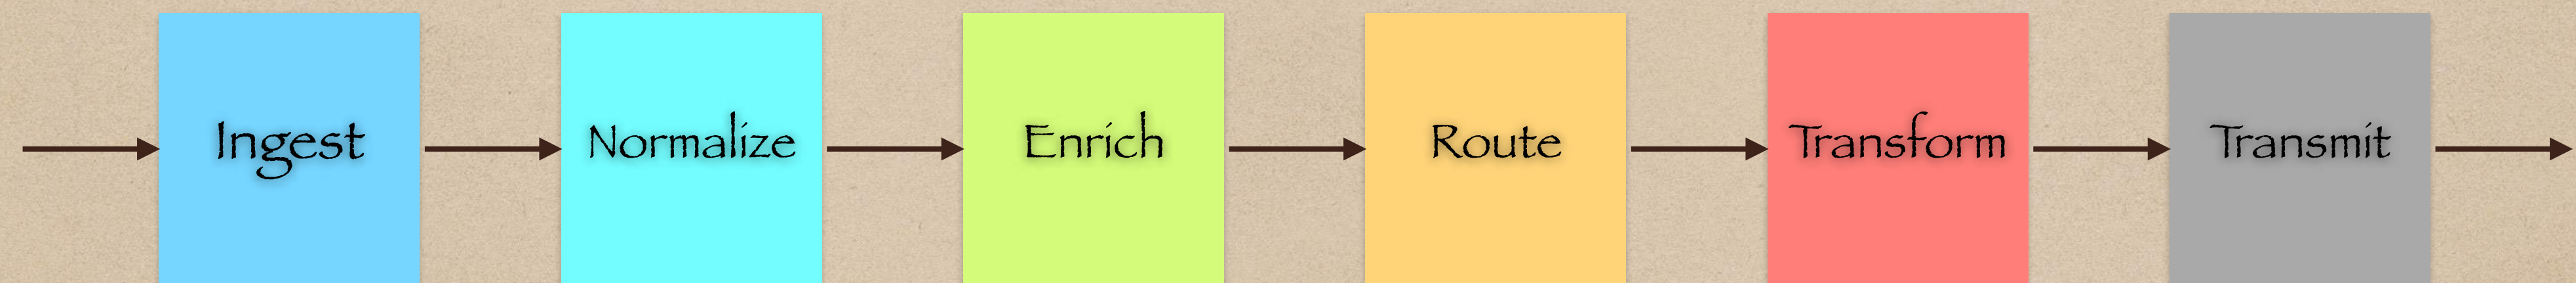 Ingest
Normalize
Enrich
Route
Transform
Transmit